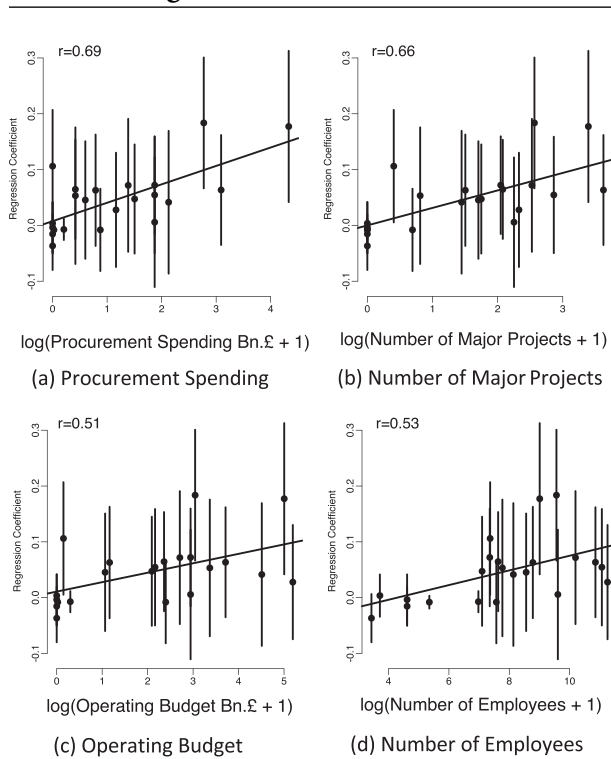 r=0.69
Regression Coefficient
0.3
0.2
0.1
0.0
-0.1
0 1 2 3 4
log(Procurement Spending Bn.£ + 1)
(a) Procurement Spending
r=0.66
Regression Coefficient
0.3
0.2
0.1
0.0
-0.1
0 1 2 3
log(Number of Major Projects + 1)
(b) Number of Major Projects
r=0.51
Regression Coefficient
0.3
0.2
0.1
0.0
-0.1
0 1 2 3 4 5
log(Operating Budget Bn.£ + 1)
(c) Operating Budget
r=0.53
Regression Coefficient
0.3
0.2
0.1
0.0
-0.1
4 6 8 10
log(Number of Employees + 1)
(d) Number of Employees